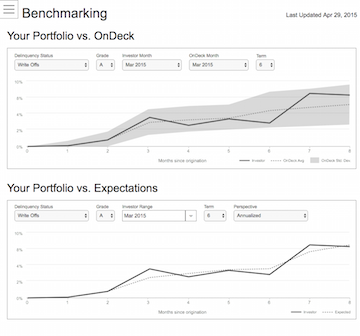 Benchmarking
Last Updated Apr 29, 2015
Your Portfolio vs. OnDeck
Delinquency Status Grade Investor Month OnDeck Month Term
Write Offs A Mar 2015 Mar 2015 6
10%
6%
4%
2%
0
0 1 2 3 4 5 6 7 8
Months since origination
Investor OnDeck Avg OnDeck Std. Dev.
Your Portfolio vs. Expectations
Delinquency Status Grade Investor Range Term Perspective
Write Offs A Mar 2015 6 Annualized
10%
6%
4%
2%
0
0 1 2 3 4 5 6 7 8
Months since origination
Investor Expected